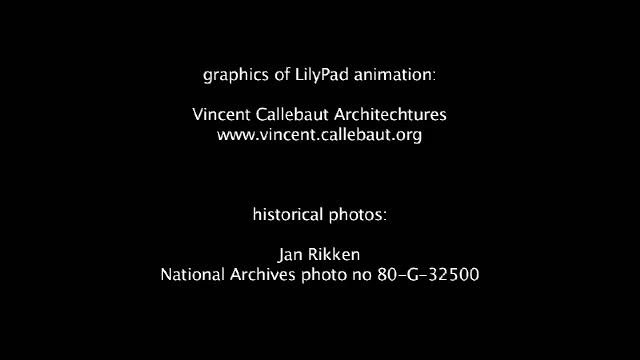 graphics of LilyPad animation:
Vincent Callebaut Architechtures
www.vincent.callebaut.org
historical photos:
Jan Rikken
National Archives photo no 80-G-32500